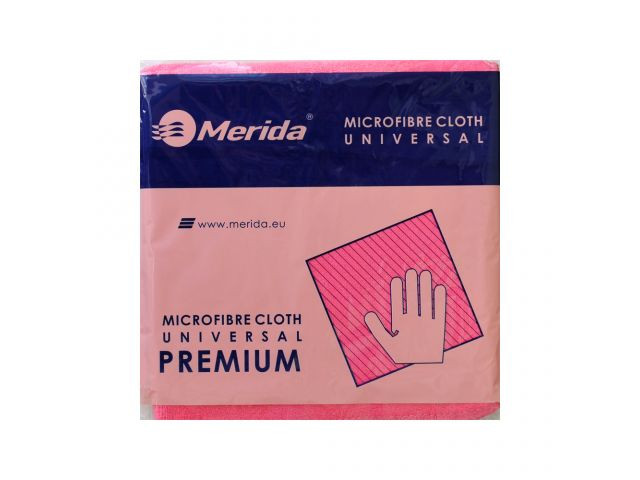 Merida®
MICROFIBRE CLOTH
UNIVERSAL
www.merida.eu
MICROFIBRE CLOTH
UNIVERSAL
PREMIUM